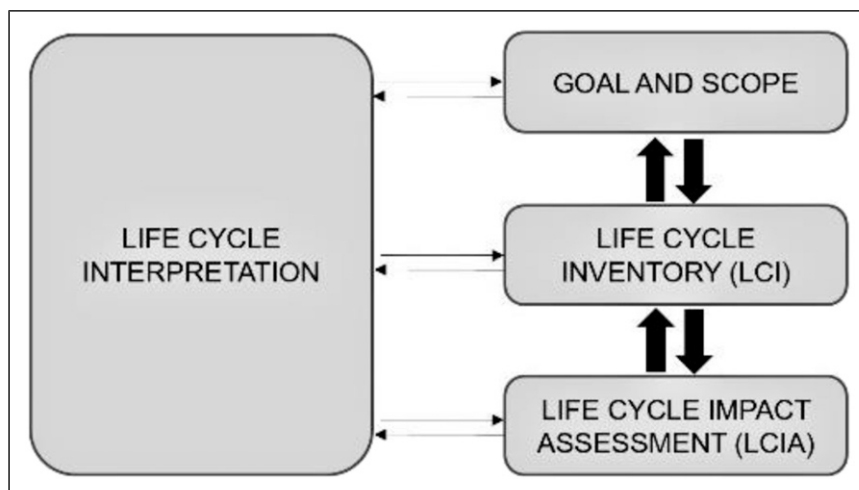 LIFE CYCLE
INTERPRETATION
GOAL AND SCOPE
LIFE CYCLE
INVENTORY (LCI)
LIFE CYCLE IMPACT
ASSESSMENT (LCIA)